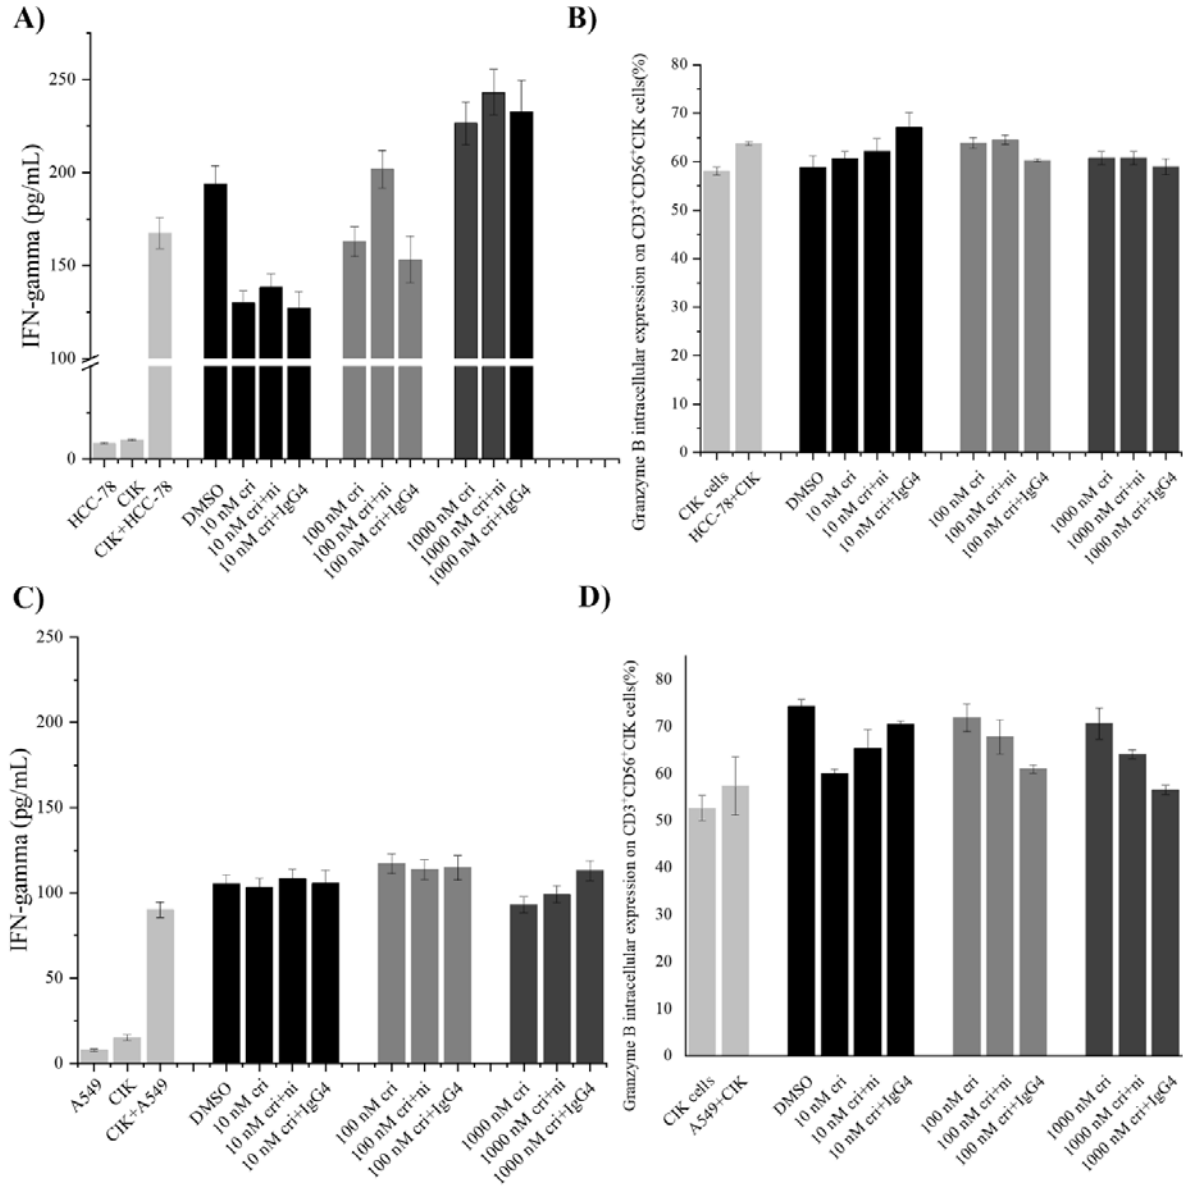 A)
IFN-gamma (pg/mL)
250
200
150
100
0
HCC-78
CIK
CIK+HCC-78
DMSO
10 nM cri
10 nM cri+ni
10 nM cri+IgG4
100 nM cri
100 nM cri+ni
100 nM cri+IgG4
1000 nM cri
1000 nM cri+ni
1000 nM cri+IgG4
B)
Granzyme B intracellular expression on CD3⁺CD56⁺CIK cells(%)
80
70
60
50
40
30
20
10
0
CIK cells
HCC-78+CIK
DMSO
10 nM cri
10 nM cri+ni
10 nM cri+IgG4
100 nM cri
100 nM cri+ni
100 nM cri+IgG4
1000 nM cri
1000 nM cri+ni
1000 nM cri+IgG4
C)
IFN-gamma (pg/mL)
250
200
150
100
50
0
A549
CIK
CIK+A549
DMSO
10 nM cri
10 nM cri+ni
10 nM cri+IgG4
100 nM cri
100 nM cri+ni
100 nM cri+IgG4
1000 nM cri
1000 nM cri+ni
1000 nM cri+IgG4
D)
Granzyme B intracellular expression on CD3⁺CD56⁺CIK cells(%)
80
70
60
50
40
30
20
10
0
CIK cells
A549+CIK
DMSO
10 nM cri
10 nM cri+ni
10 nM cri+IgG4
100 nM cri
100 nM cri+ni
100 nM cri+IgG4
1000 nM cri
1000 nM cri+ni
1000 nM cri+IgG4